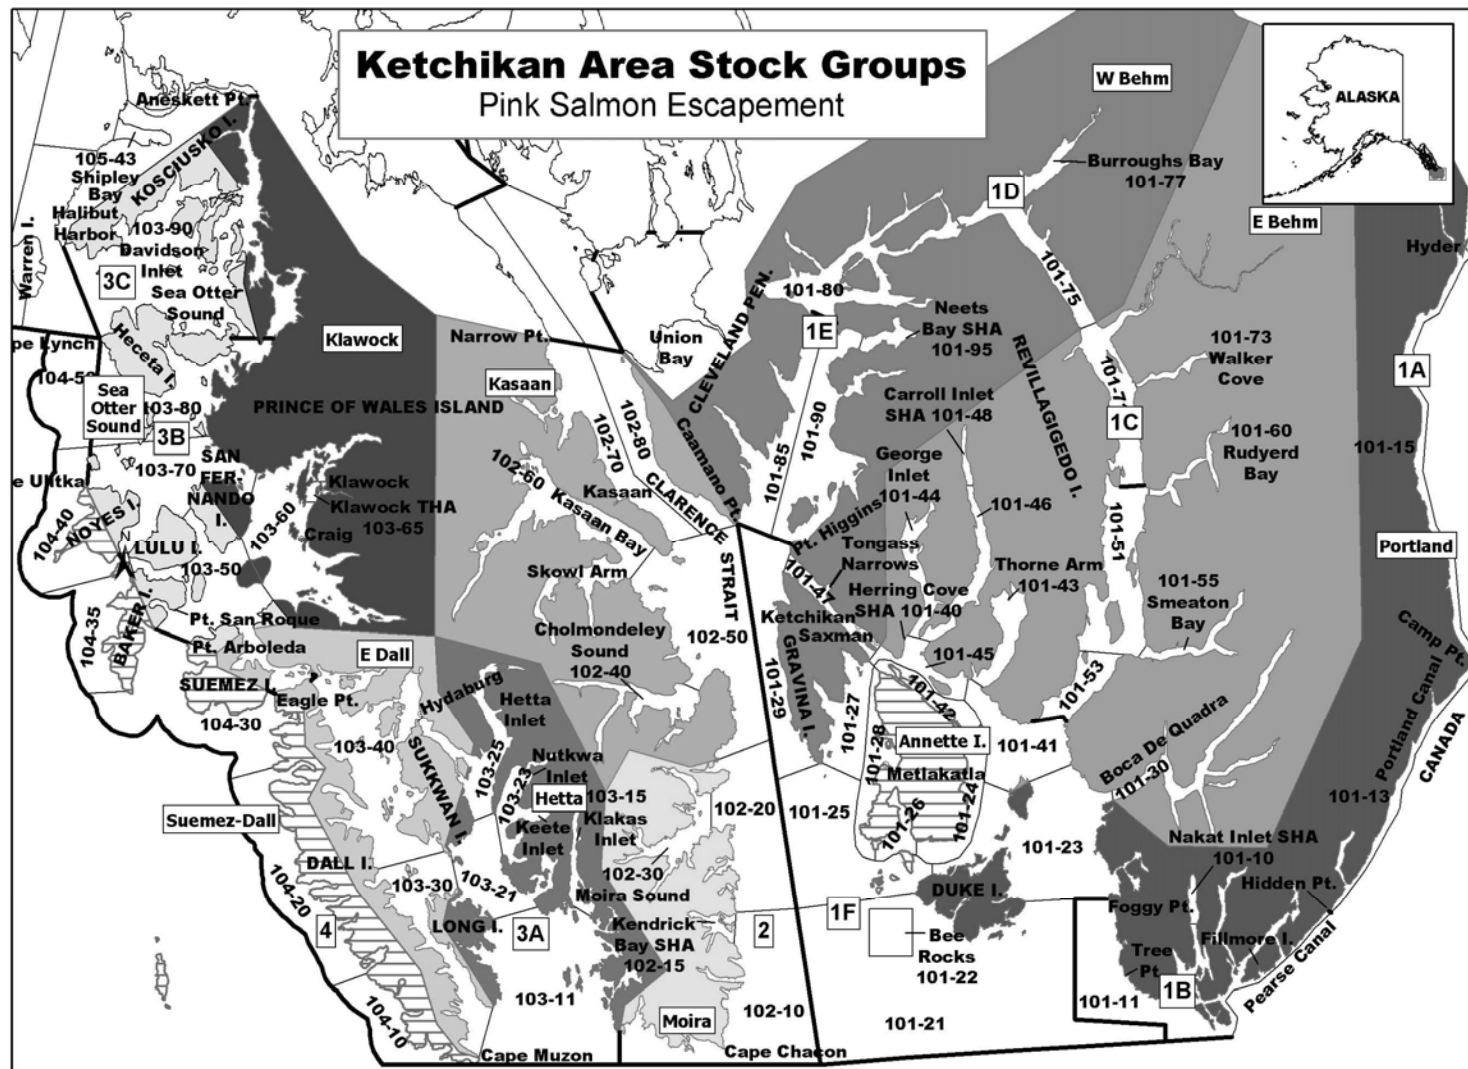 Ketchikan Area Stock Groups
Pink Salmon Escapement
ALASKA
W Behm
Aneskett Pt.
KOSCIUSKO I.
105-43
Shipley
Bay
Halibut
Harbor
103-90
Davidson
Inlet
3C
Sea Otter
Sound
Warren I.
Burroughs Bay
101-77
1D
E Behm
Hyder
101-75
101-80
1E
Neets
Bay SHA
101-95
CLEVELAND PEN.
Union
Bay
Narrow Pt.
Klawock
Kasaan
pe Lynch
Heceta I.
104-5
Sea
Otter
Sound
103-80
3B
103-70
PRINCE OF WALES ISLAND
101-73
Walker
Cove
1A
101-7
1C
REVILLAGIGEDO I.
Carroll Inlet
SHA 101-48
101-90
101-85
Caamano Pt.
102-80
102-70
CLARENCE STRAIT
101-60
Rudyerd
Bay
101-15
George
Inlet
101-44
101-46
SAN
FER-
NANDO
I.
e Ulitka
NOYES I.
104-40
Klawock
Klawock THA
103-65
Craig
103-60
102-60
Kasaan
Kasaan Bay
Pt. Higgins
Tongass
Narrows
101-47
101-51
Portland
LULU I.
103-50
Skowl Arm
Herring Cove
SHA 101-40
Thorne Arm
101-43
101-55
Smeaton
Bay
N
BAKER I.
104-35
Pt. San Roque
Pt. Arboleda
Cholmondeley
Sound
102-40
102-50
Ketchikan
Saxman
GRAVINA I.
101-29
101-27
101-45
101-42
101-53
Camp Pt.
E Dall
SUEMEZ I.
Eagle Pt.
104-30
Hydaburg
Hetta
Inlet
103-40
SUKKWAN I.
103-25
103-23
Nutkwa
Inlet
Hetta
103-15
Klakas
Inlet
Keete
Inlet
101-28
Annette I.
Metlakatla
101-26
101-24
101-41
Boca De Quadra
101-30
Portland Canal
CANADA
101-13
Suemez-Dall
DALL I.
104-20
102-20
101-25
101-23
Nakat Inlet SHA
101-10
Hidden Pt.
103-30
103-21
102-30
Moira Sound
DUKE I.
Foggy Pt.
4
LONG I.
3A
Kendrick
Bay SHA
102-15
2
1F
Bee
Rocks
101-22
Tree
Pt.
Fillmore I.
Pearse Canal
104-10
103-11
Moira
102-10
101-21
101-11
1B
Cape Muzon
Cape Chacon